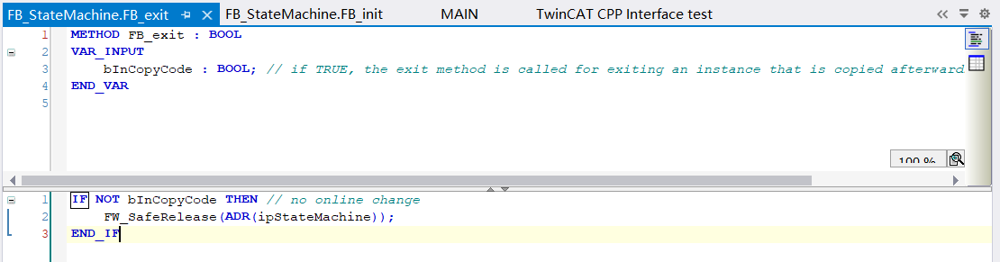 FB_StateMachine.FB_exit FB_StateMachine.FB_init MAIN TwinCAT CPP Interface test
1 METHOD FB_exit : BOOL
2 VAR_INPUT
3 bInCopyCode : BOOL; // if TRUE, the exit method is called for exiting an instance that is copied afterward
4 END_VAR
5
100 %
1 IF NOT bInCopyCode THEN // no online change
2 FW_SafeRelease(ADR(ipStateMachine));
3 END_IF